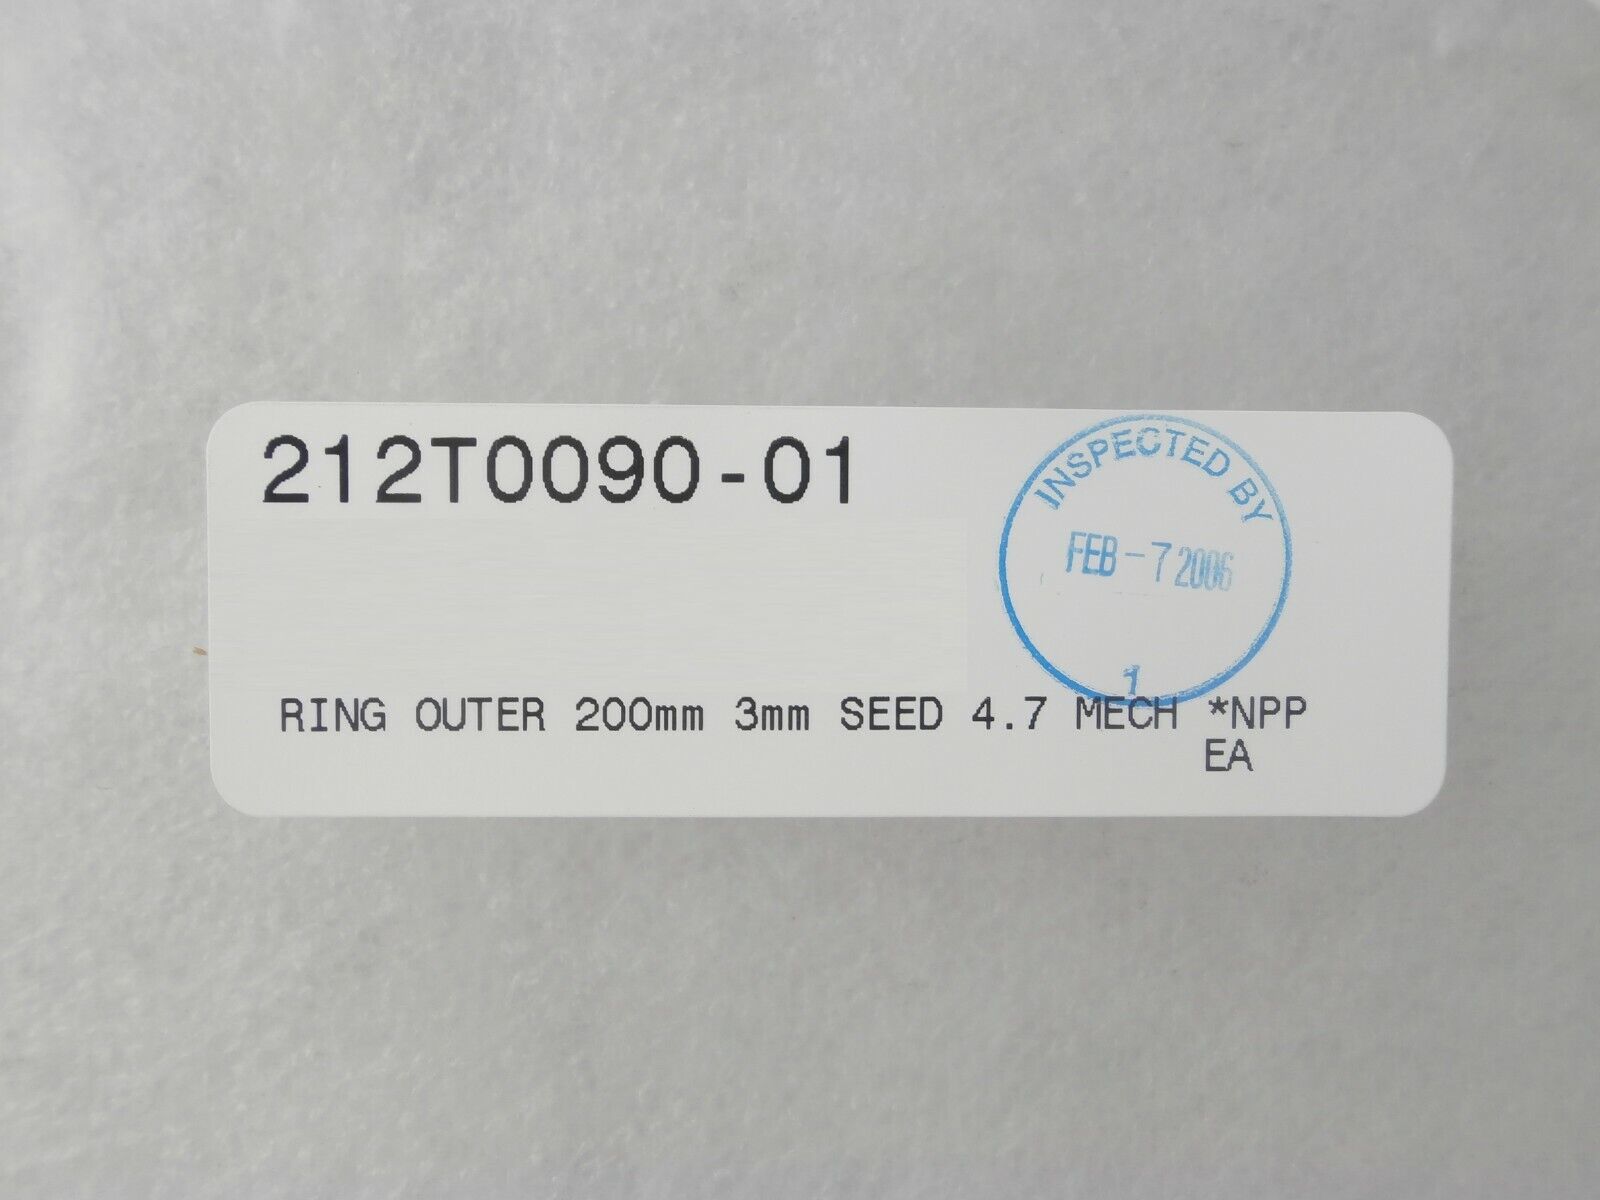 212T0090-01
INSPECTED BY
FEB-7 2006
1
RING OUTER 200mm 3mm SEED 4.7 MECH *NPP
EA